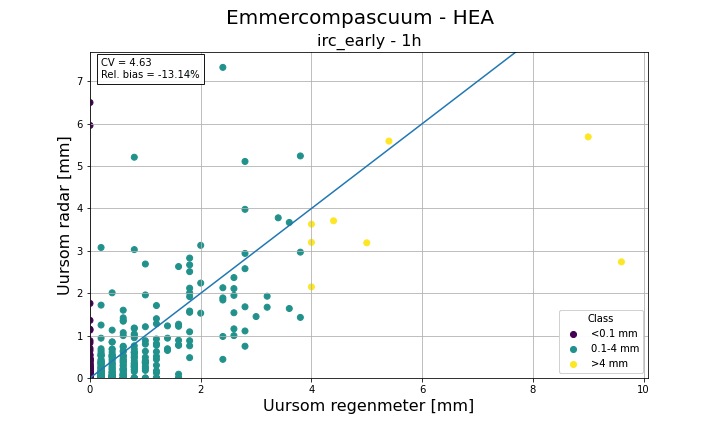 Emmercompascuum - HEA
irc_early - 1h
CV = 4.63
Rel. bias = -13.14%
7
6
5
4
3
2
1
0
Uursom radar [mm]
Class
<0.1 mm
0.1-4 mm
>4 mm
0 2 4 6 8 10
Uursom regenmeter [mm]